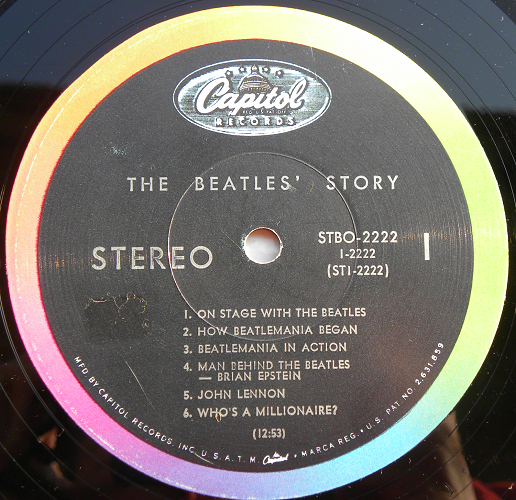 Capitol
RECORDS
THE BEATLES' STORY
STEREO
STBO-2222
1-2222
(ST1-2222)
1
1. ON STAGE WITH THE BEATLES
2. HOW BEATLEMANIA BEGAN
3. BEATLEMANIA IN ACTION
4. MAN BEHIND THE BEATLES
— BRIAN EPSTEIN
5. JOHN LENNON
6. WHO'S A MILLIONAIRE?
(12:53)
MFD BY CAPITOL RECORDS INC. U.S.A. T.M. Capitol • MARCA REG. • U.S. PAT. NO. 2,631,859